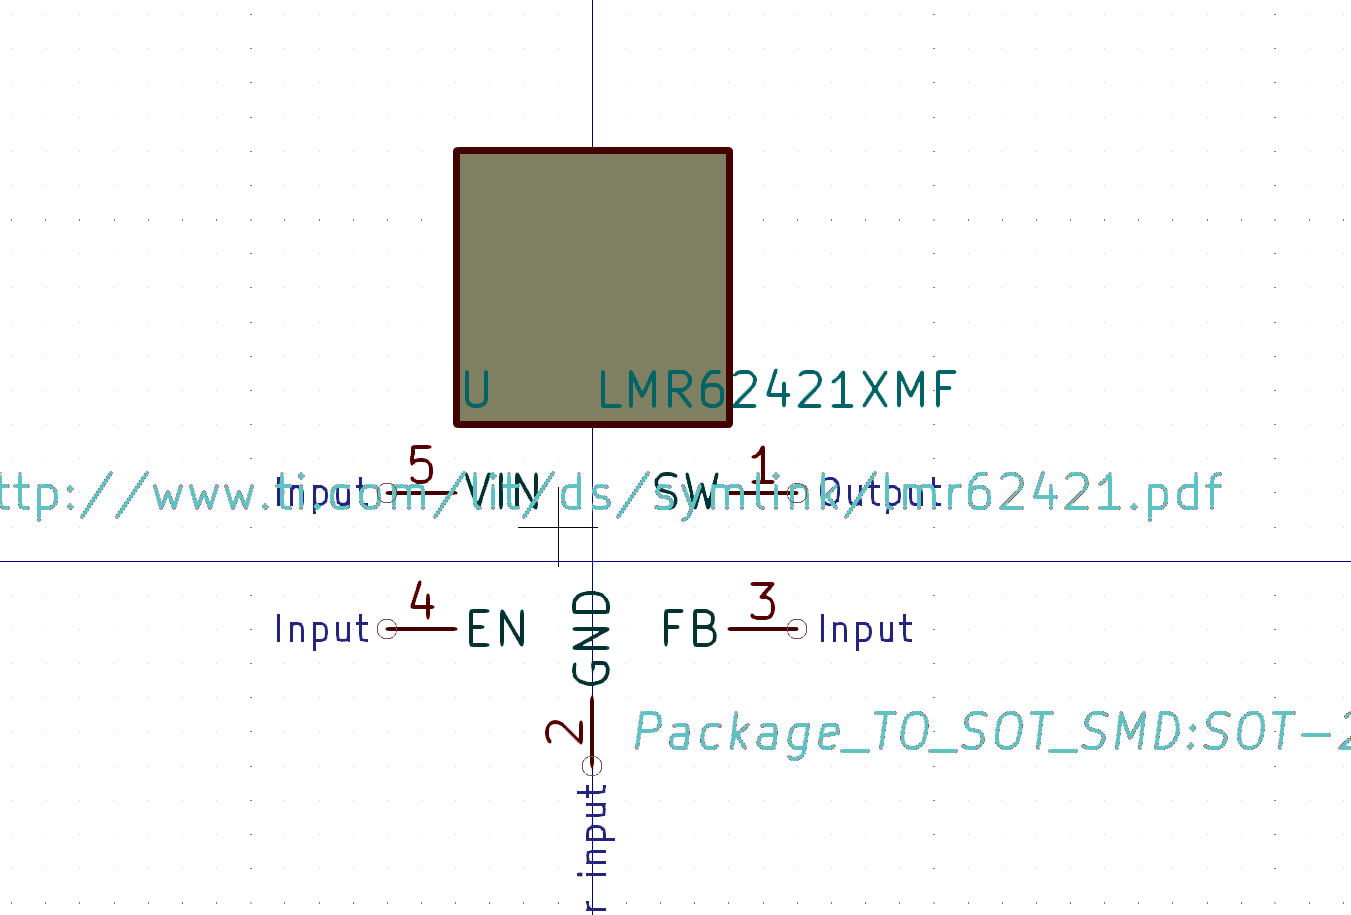 U LMR62421XMF
5 1
ttp://www.ti.com/lit/ds/symlink/lmr62421.pdf
Input VIN SW Output
4 3
Input EN FB Input
GND
2
Package_TO_SOT_SMD:SOT-2
r input